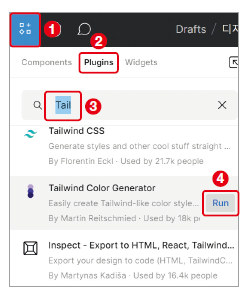 1
2
Drafts / 디지
Components Plugins Widgets
Tail
3
Tailwind CSS
Generate styles and other cool stuff straight ...
By Florentin Eckl · Used by 21.7k people
4
Tailwind Color Generator
Easily create Tailwind-like color style... Run
By Martin Reitschmied · Used by 18k p
Inspect - Export to HTML, React, Tailwind...
Export your design to code (HTML, TailwindC...
By Martynas Kadiša · Used by 16.4k people